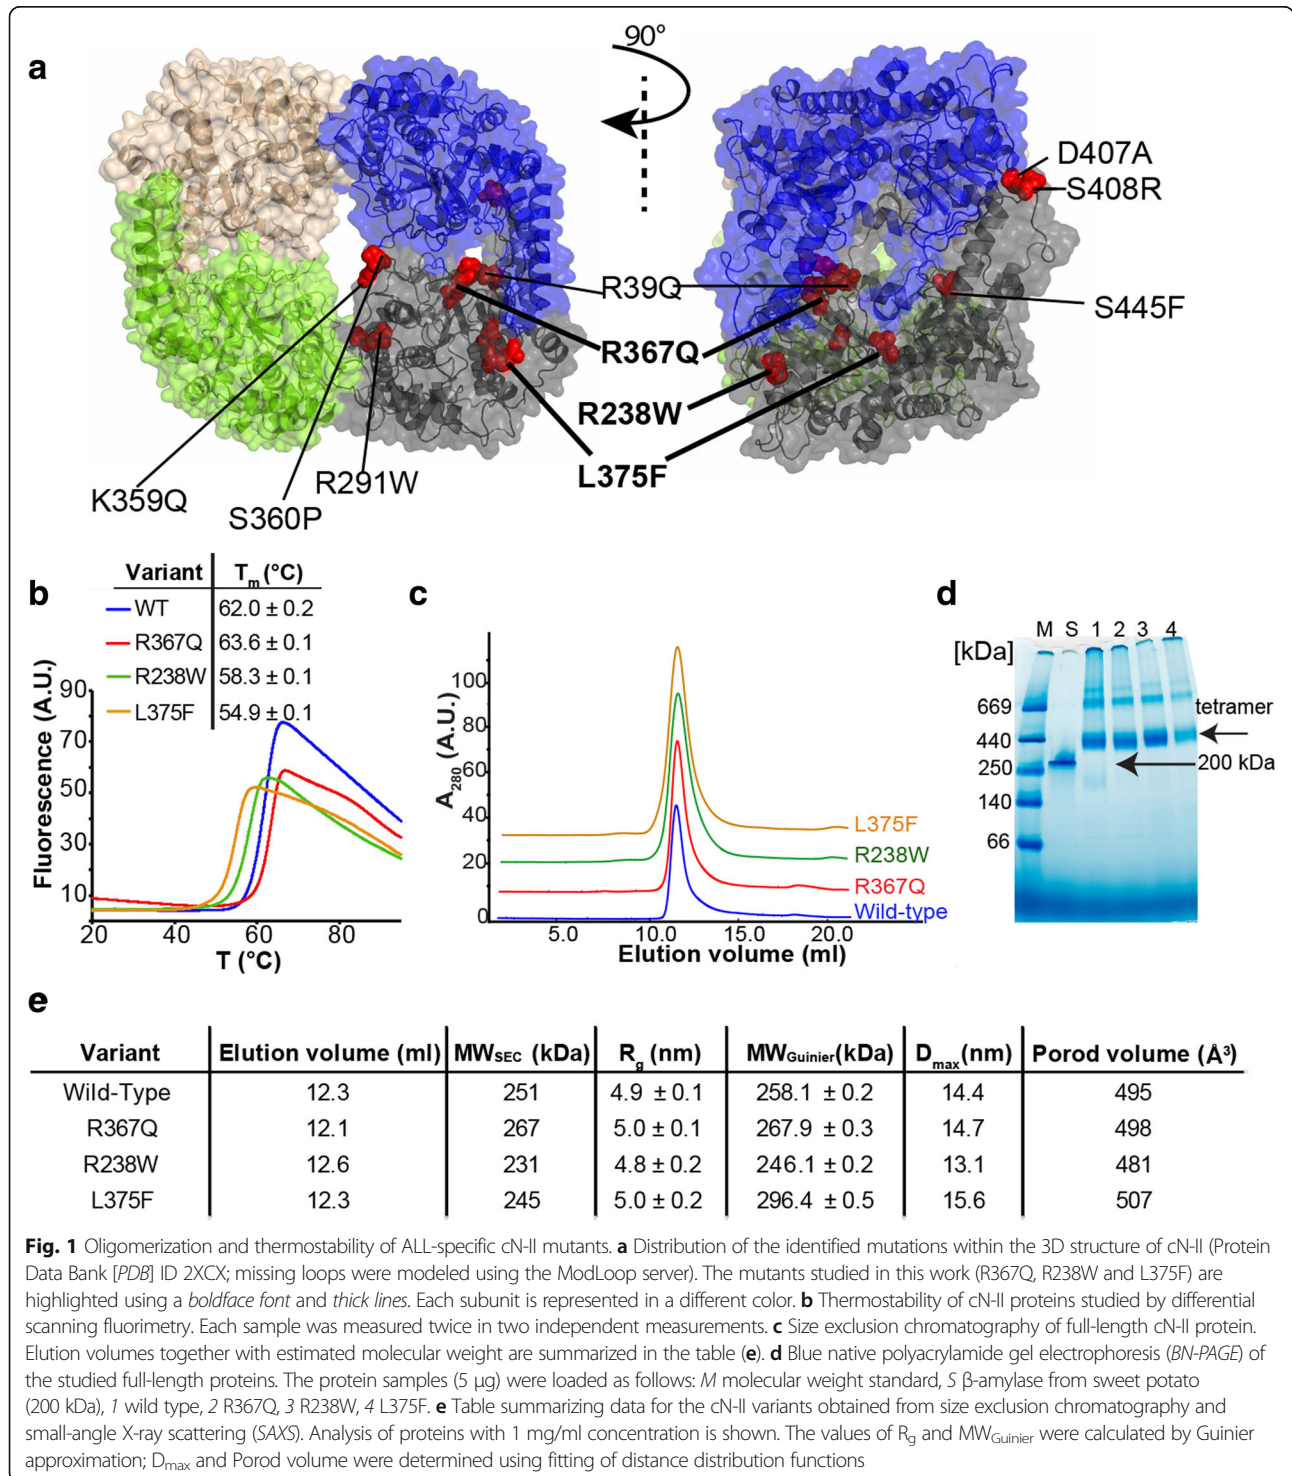 a
90°
D407A
S408R
R39Q
S445F
R367Q
R238W
L375F
R291W
K359Q
S360P
b
Variant Tm (°C)
WT 62.0 ± 0.2
R367Q 63.6 ± 0.1
R238W 58.3 ± 0.1
L375F 54.9 ± 0.1
Fluorescence (A.U.)
90
70
50
30
10
20 40 60 80
T (°C)
c
A280 (A.U.)
100
80
60
40
20
0
L375F
R238W
R367Q
Wild-type
5.0 10.0 15.0 20.0
Elution volume (ml)
d
M S 1 2 3 4
[kDa]
669
440
250
140
66
tetramer
200 kDa
e
Variant Elution volume (ml) MWSEC (kDa) Rg (nm) MWGuinier(kDa) Dmax(nm) Porod volume (Å³)
Wild-Type 12.3 251 4.9 ± 0.1 258.1 ± 0.2 14.4 495
R367Q 12.1 267 5.0 ± 0.1 267.9 ± 0.3 14.7 498
R238W 12.6 231 4.8 ± 0.2 246.1 ± 0.2 13.1 481
L375F 12.3 245 5.0 ± 0.2 296.4 ± 0.5 15.6 507
Fig. 1 Oligomerization and thermostability of ALL-specific cN-II mutants. a Distribution of the identified mutations within the 3D structure of cN-II (Protein
Data Bank [PDB] ID 2XCX; missing loops were modeled using the ModLoop server). The mutants studied in this work (R367Q, R238W and L375F) are
highlighted using a boldface font and thick lines. Each subunit is represented in a different color. b Thermostability of cN-II proteins studied by differential
scanning fluorimetry. Each sample was measured twice in two independent measurements. c Size exclusion chromatography of full-length cN-II protein.
Elution volumes together with estimated molecular weight are summarized in the table (e). d Blue native polyacrylamide gel electrophoresis (BN-PAGE) of
the studied full-length proteins. The protein samples (5 μg) were loaded as follows: M molecular weight standard, S β-amylase from sweet potato
(200 kDa), 1 wild type, 2 R367Q, 3 R238W, 4 L375F. e Table summarizing data for the cN-II variants obtained from size exclusion chromatography and
small-angle X-ray scattering (SAXS). Analysis of proteins with 1 mg/ml concentration is shown. The values of Rg and MWGuinier were calculated by Guinier
approximation; Dmax and Porod volume were determined using fitting of distance distribution functions